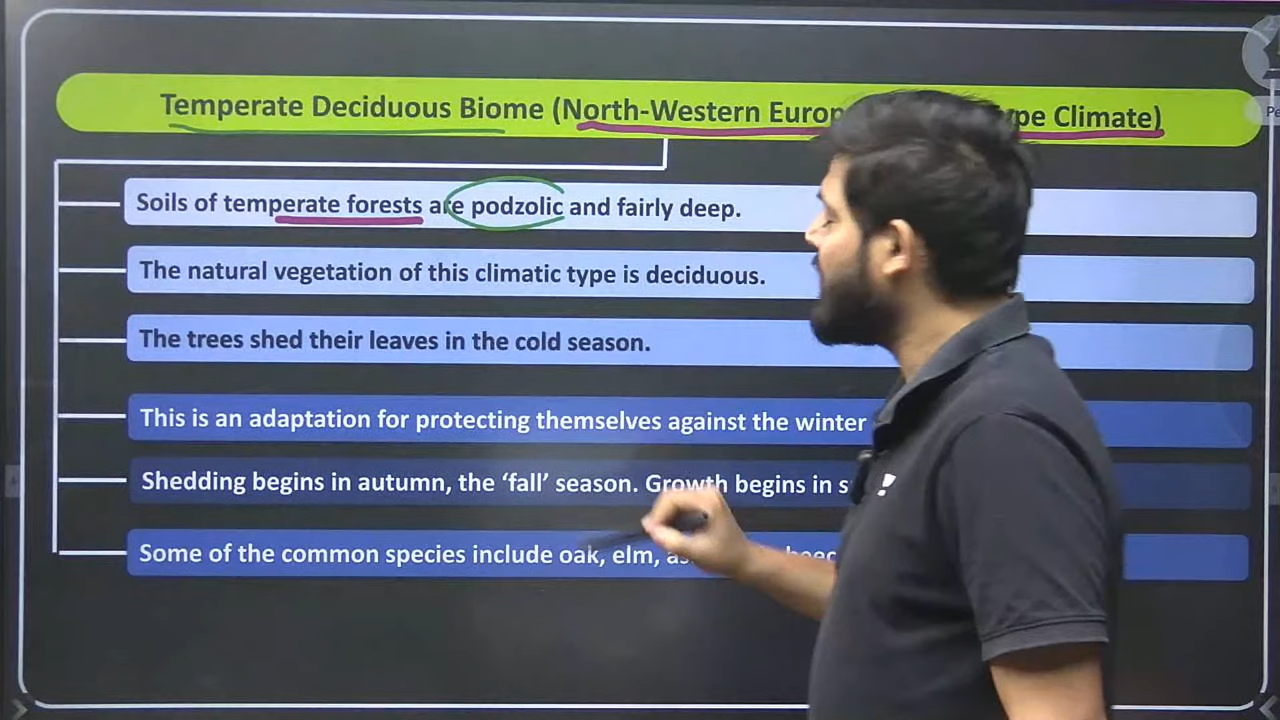 Temperate Deciduous Biome (North-Western Europ pe Climate)
Soils of temperate forests are podzolic and fairly deep.
The natural vegetation of this climatic type is deciduous.
The trees shed their leaves in the cold season.
This is an adaptation for protecting themselves against the winter
Shedding begins in autumn, the ‘fall’ season. Growth begins in
Some of the common species include oak, elm,